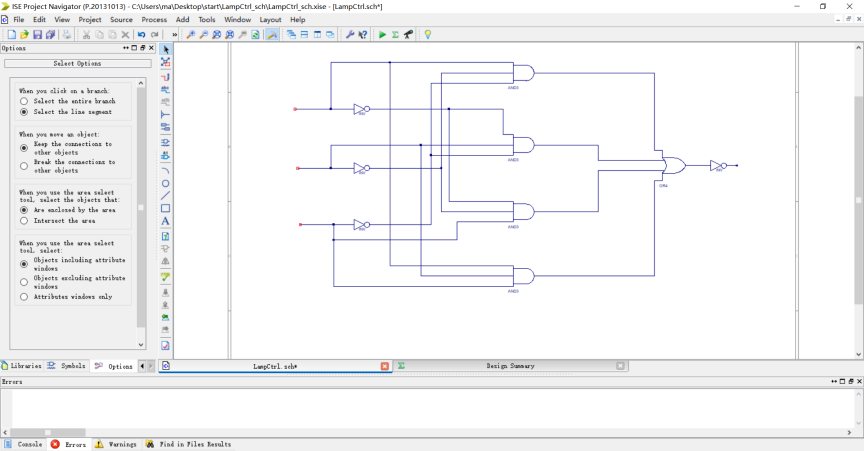 ISE Project Navigator (P.20131013) - C:\Users\ma\Desktop\start\LampCtrl_sch\LampCtrl_sch.xise - [LampCtrl.sch*]
File Edit View Project Source Process Add Tools Window Layout Help
Options
Select Options
When you click on a branch:
Select the entire branch
Select the line segment
When you move an object:
Keep the connections to
other objects
Break the connections to
other objects
When you use the area select
tool, select the objects that:
Are enclosed by the area
Intersect the area
When you use the area select
tool, select:
Objects including attribute
windows
Objects excluding attribute
windows
Attributes windows only
AND3
INV
AND3
INV
OR4
INV
AND3
INV
AND3
Libraries Symbols Options
LampCtrl.sch* Design Summary
Errors
Console Errors Warnings Find in Files Results